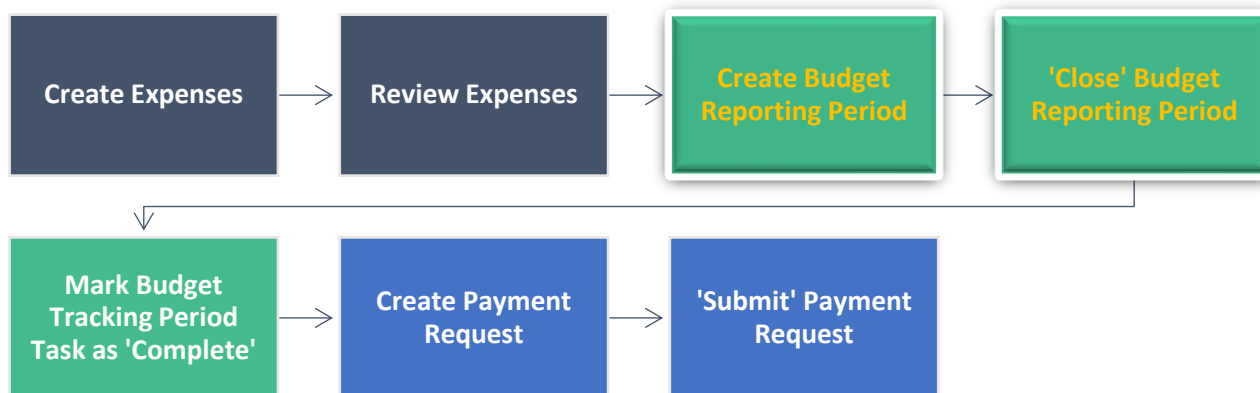 Create Expenses
Review Expenses
Create Budget
Reporting Period
'Close' Budget
Reporting Period
Mark Budget
Tracking Period
Task as 'Complete'
Create Payment
Request
'Submit' Payment
Request